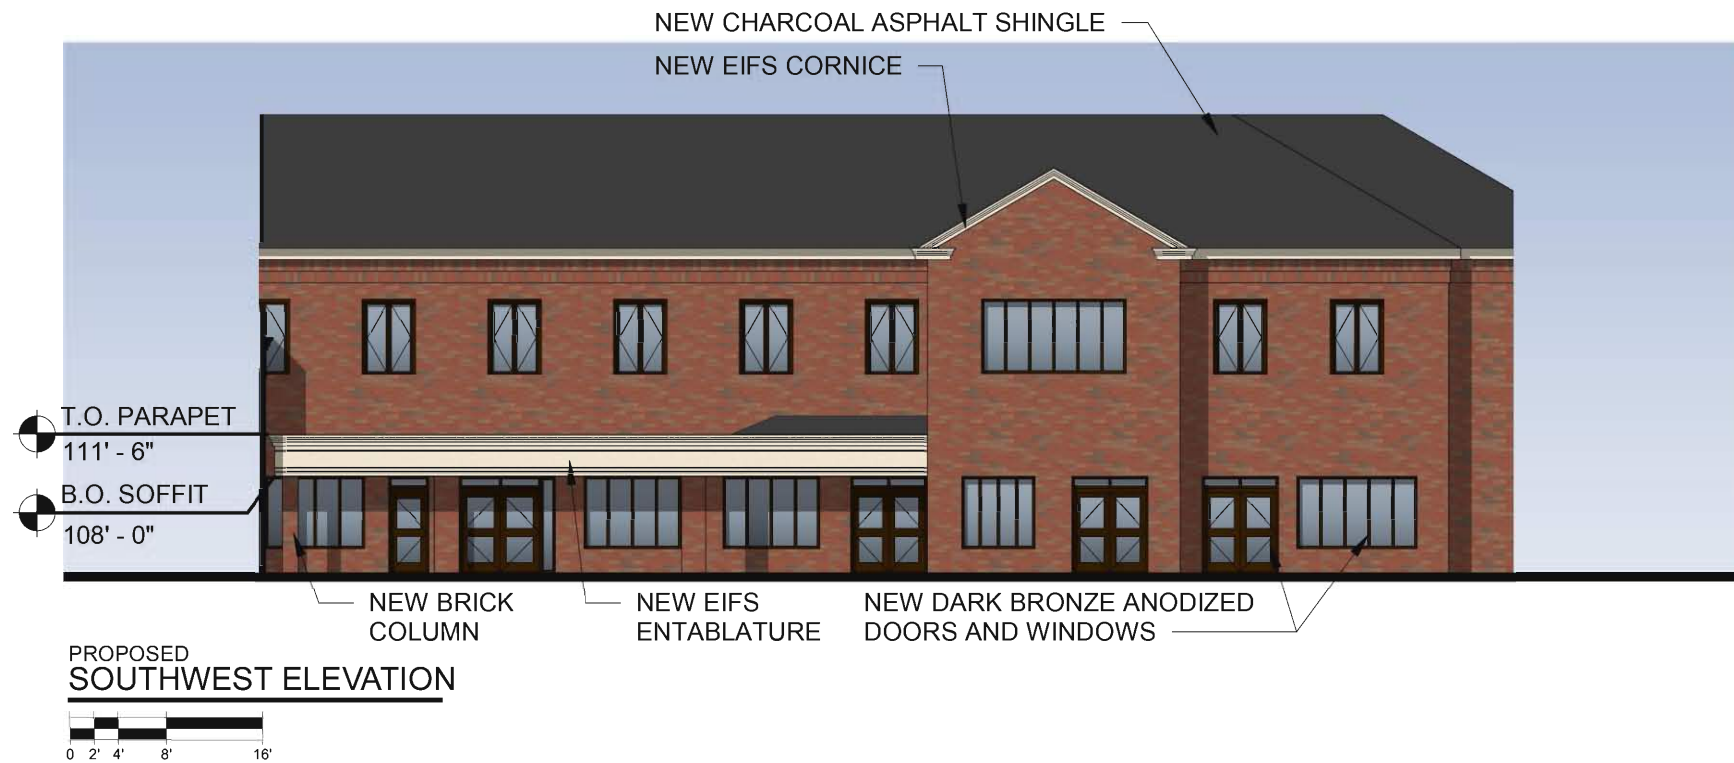 NEW CHARCOAL ASPHALT SHINGLE
NEW EIFS CORNICE
T.O. PARAPET
111' - 6"
B.O. SOFFIT
108' - 0"
NEW BRICK
COLUMN
NEW EIFS
ENTABLATURE
NEW DARK BRONZE ANODIZED
DOORS AND WINDOWS
PROPOSED
SOUTHWEST ELEVATION
0 2' 4' 8' 16'